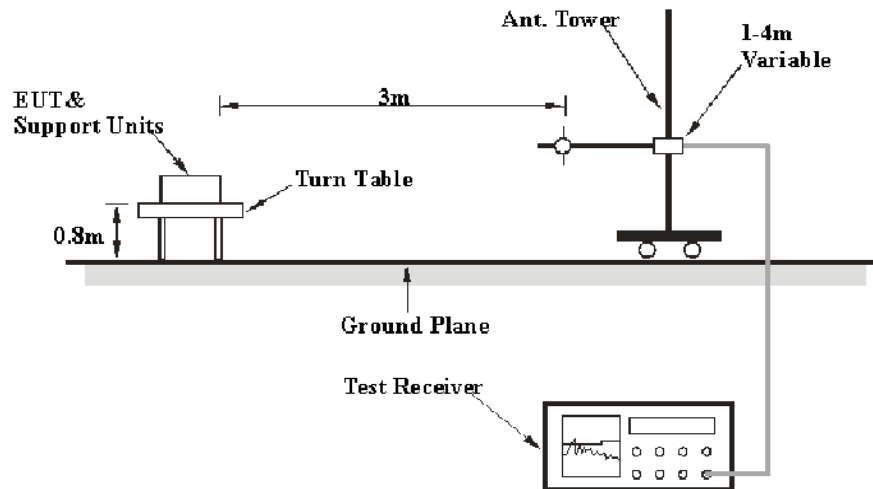 Ant. Tower
1-4m
Variable
3m
EUT &
Support Units
Turn Table
0.8m
Ground Plane
Test Receiver